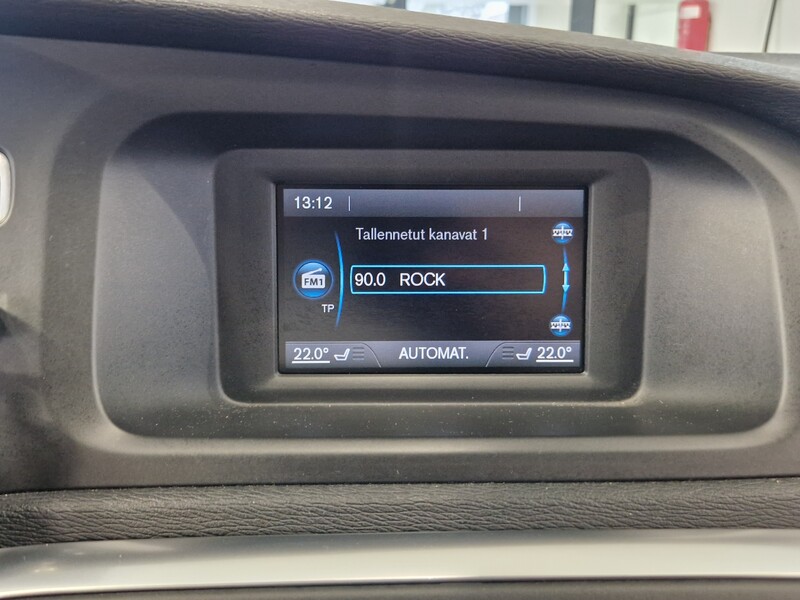 13:12
Tallennetut kanavat 1
FM1
90.0 ROCK
TP
22.0° AUTOMAT. 22.0°